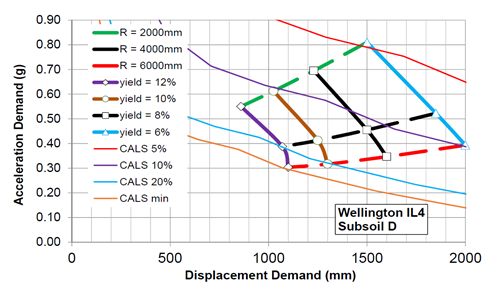 0.90
0.80
0.70
0.60
0.50
0.40
0.30
0.20
0.10
0.00
Acceleration Demand (g)
R = 2000mm
R = 4000mm
R = 6000mm
yield = 12%
yield = 10%
yield = 8%
yield = 6%
CALS 5%
CALS 10%
CALS 20%
CALS min
Wellington IL4
Subsoil D
0 500 1000 1500 2000
Displacement Demand (mm)